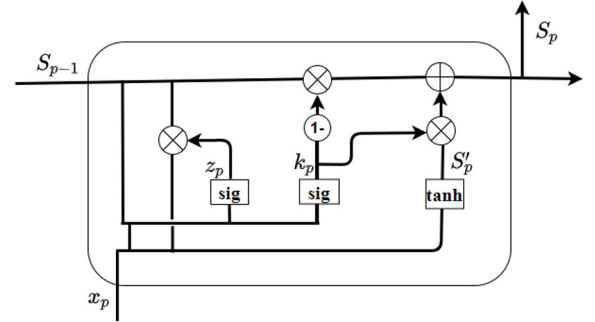 S_p
S_{p-1}
1-
z_p
k_p
S'_p
sig
sig
tanh
x_p